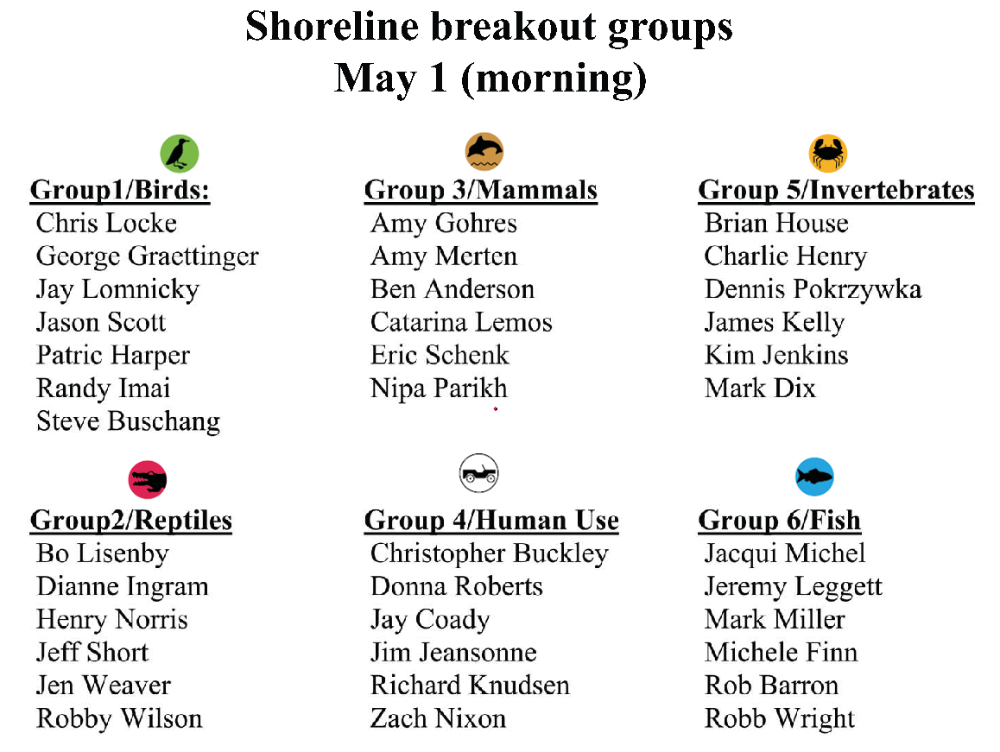 Shoreline breakout groups
May 1 (morning)
Group1/Birds:
Chris Locke
George Graettinger
Jay Lomnicky
Jason Scott
Patric Harper
Randy Imai
Steve Buschang
Group2/Reptiles
Bo Lisenby
Dianne Ingram
Henry Norris
Jeff Short
Jen Weaver
Robby Wilson
Group 3/Mammals
Amy Gohres
Amy Merten
Ben Anderson
Catarina Lemos
Eric Schenk
Nipa Parikh
Group 4/Human Use
Christopher Buckley
Donna Roberts
Jay Coady
Jim Jeansonne
Richard Knudsen
Zach Nixon
Group 5/Invertebrates
Brian House
Charlie Henry
Dennis Pokrzywka
James Kelly
Kim Jenkins
Mark Dix
Group 6/Fish
Jacqui Michel
Jeremy Leggett
Mark Miller
Michele Finn
Rob Barron
Robb Wright